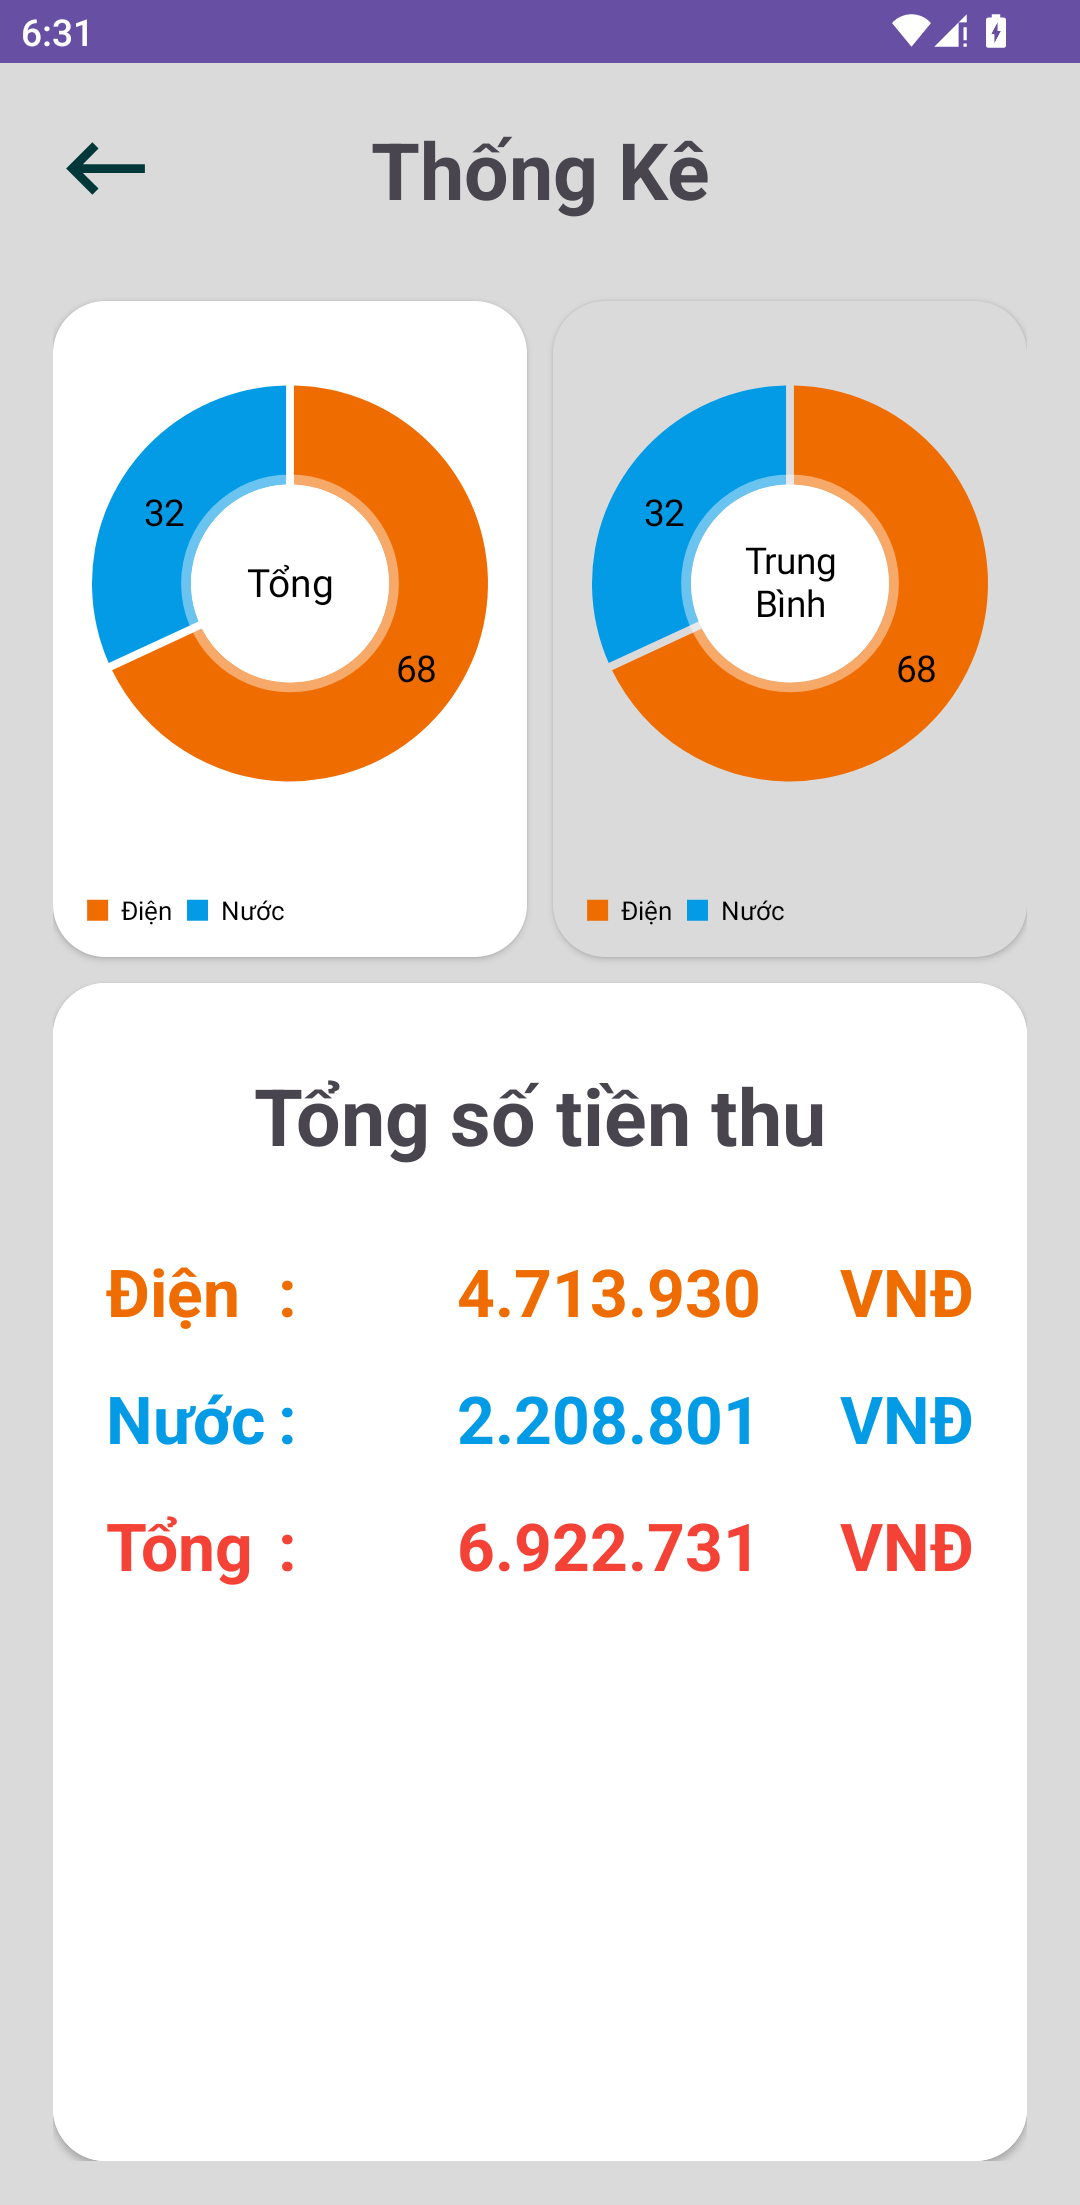 6:31
Thống Kê
32
Tổng
68
Điện Nước
32
Trung
Bình
68
Điện Nước
Tổng số tiền thu
Điện : 4.713.930 VNĐ
Nước : 2.208.801 VNĐ
Tổng : 6.922.731 VNĐ